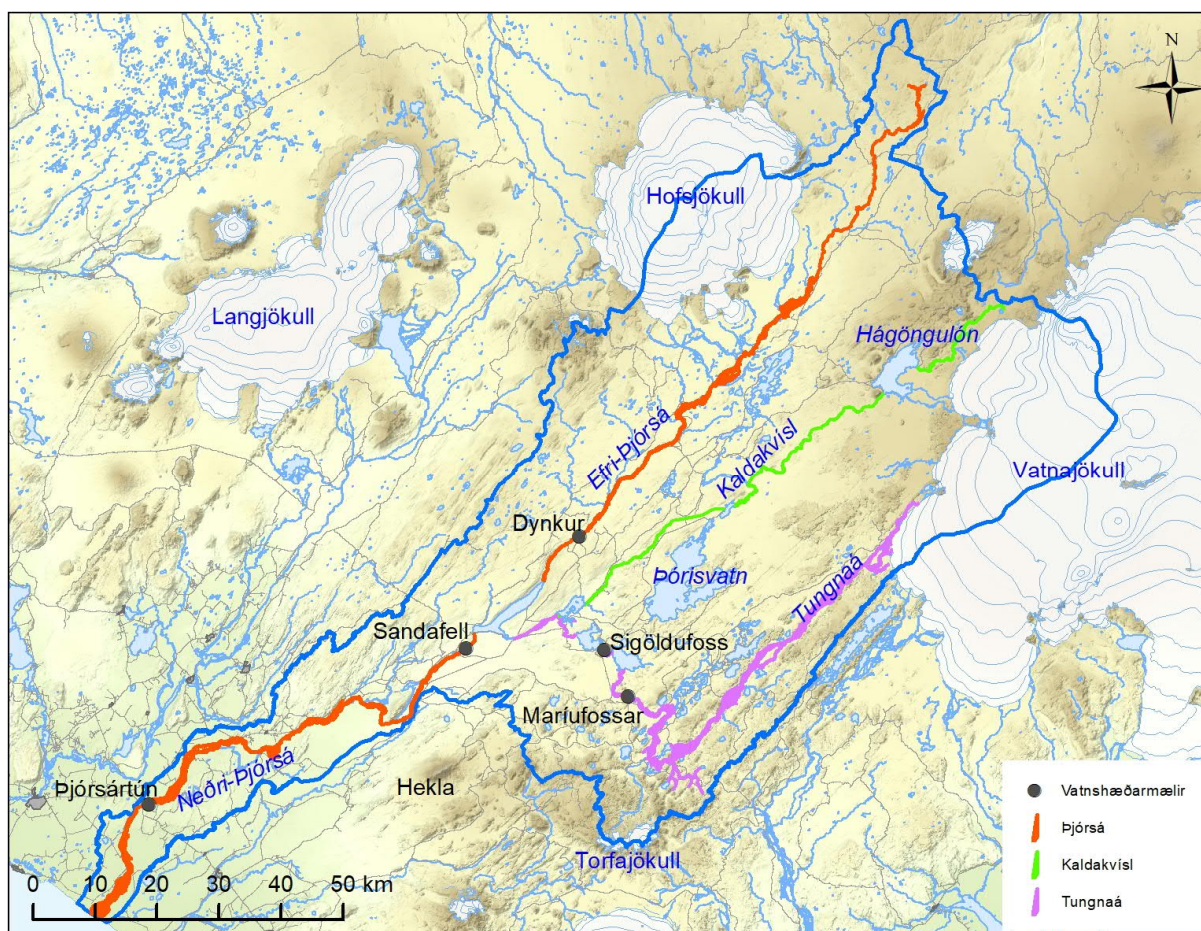 N
Hofsjökull
Langjökull
Hágöngulón
Efri-Þjórsá
Kaldakvísl
Vatnajökull
Dynkur
Þórisvatn
Tungnaá
Sandafell
Sigöldufoss
Maríufossar
Neðri-Þjórsá
Þjórsártún
Hekla
Torfajökull
0 10 20 30 40 50 km
Vatnshæðarmælir
Þjórsá
Kaldakvísl
Tungnaá